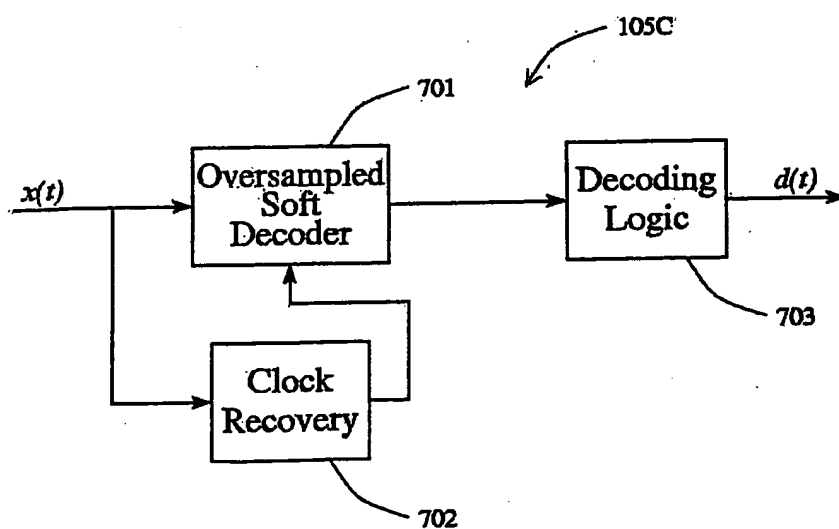 105C
701
x(t)
Oversampled
Soft
Decoder
Decoding
Logic
d(t)
703
Clock
Recovery
702